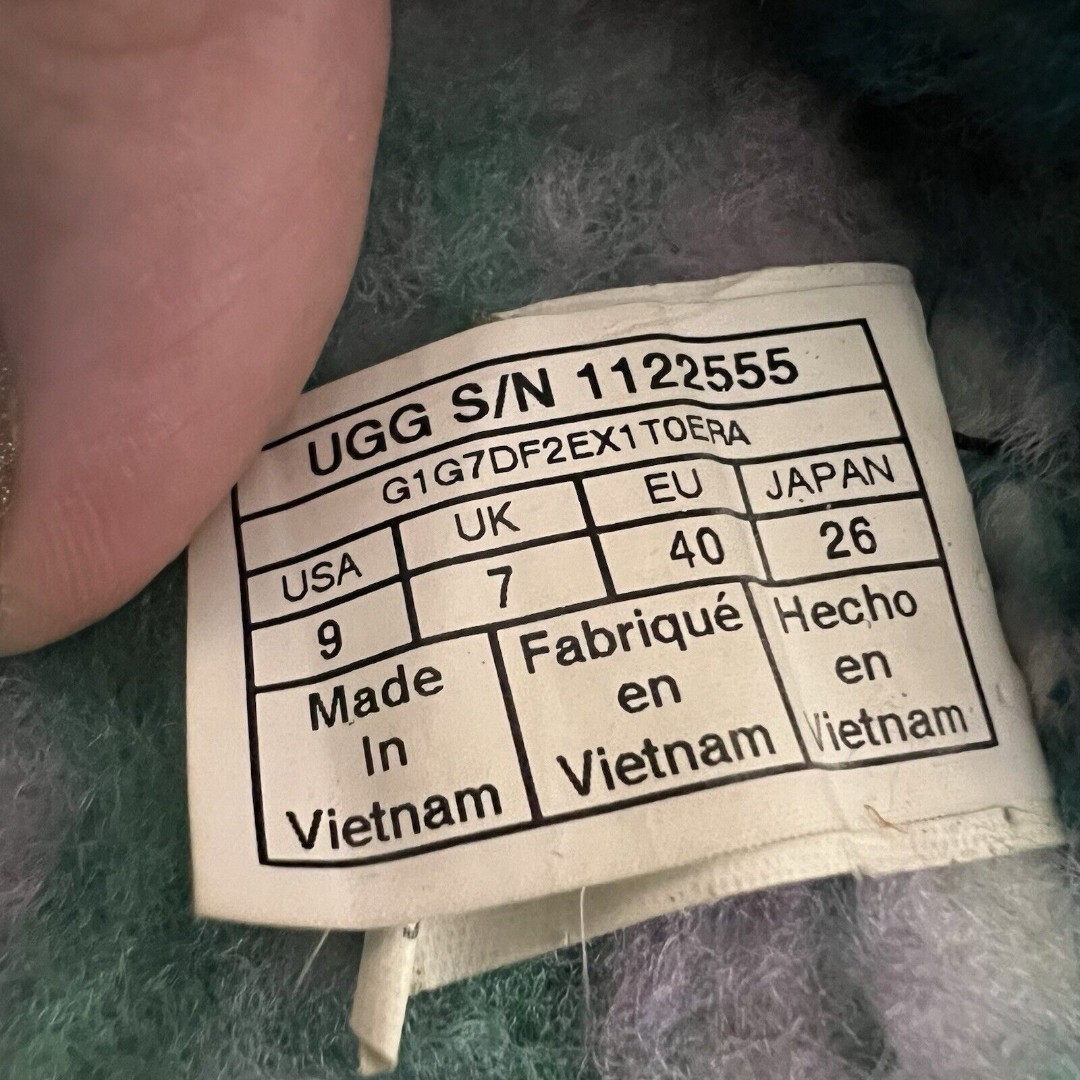 UGG S/N 1122555
G1G7DF2EX1TOERA
USA UK EU JAPAN
9 7 40 26
Made In Vietnam
Fabriqué en Vietnam
Hecho en Vietnam